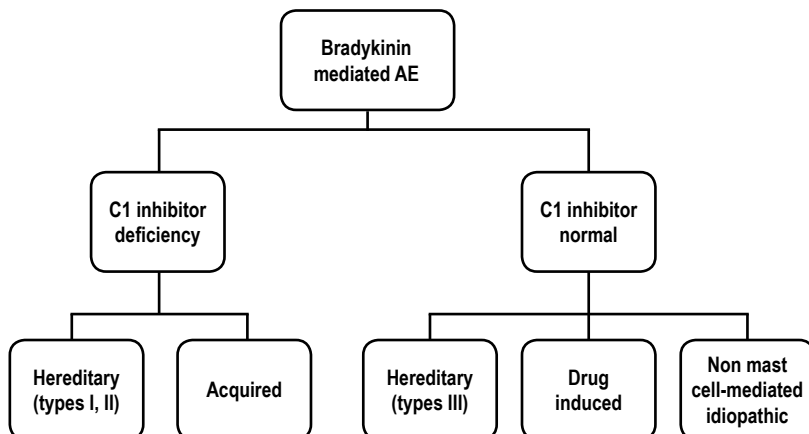 Bradykinin
mediated AE
C1 inhibitor
deficiency
C1 inhibitor
normal
Hereditary
(types I, II)
Acquired
Hereditary
(types III)
Drug
induced
Non mast
cell-mediated
idiopathic